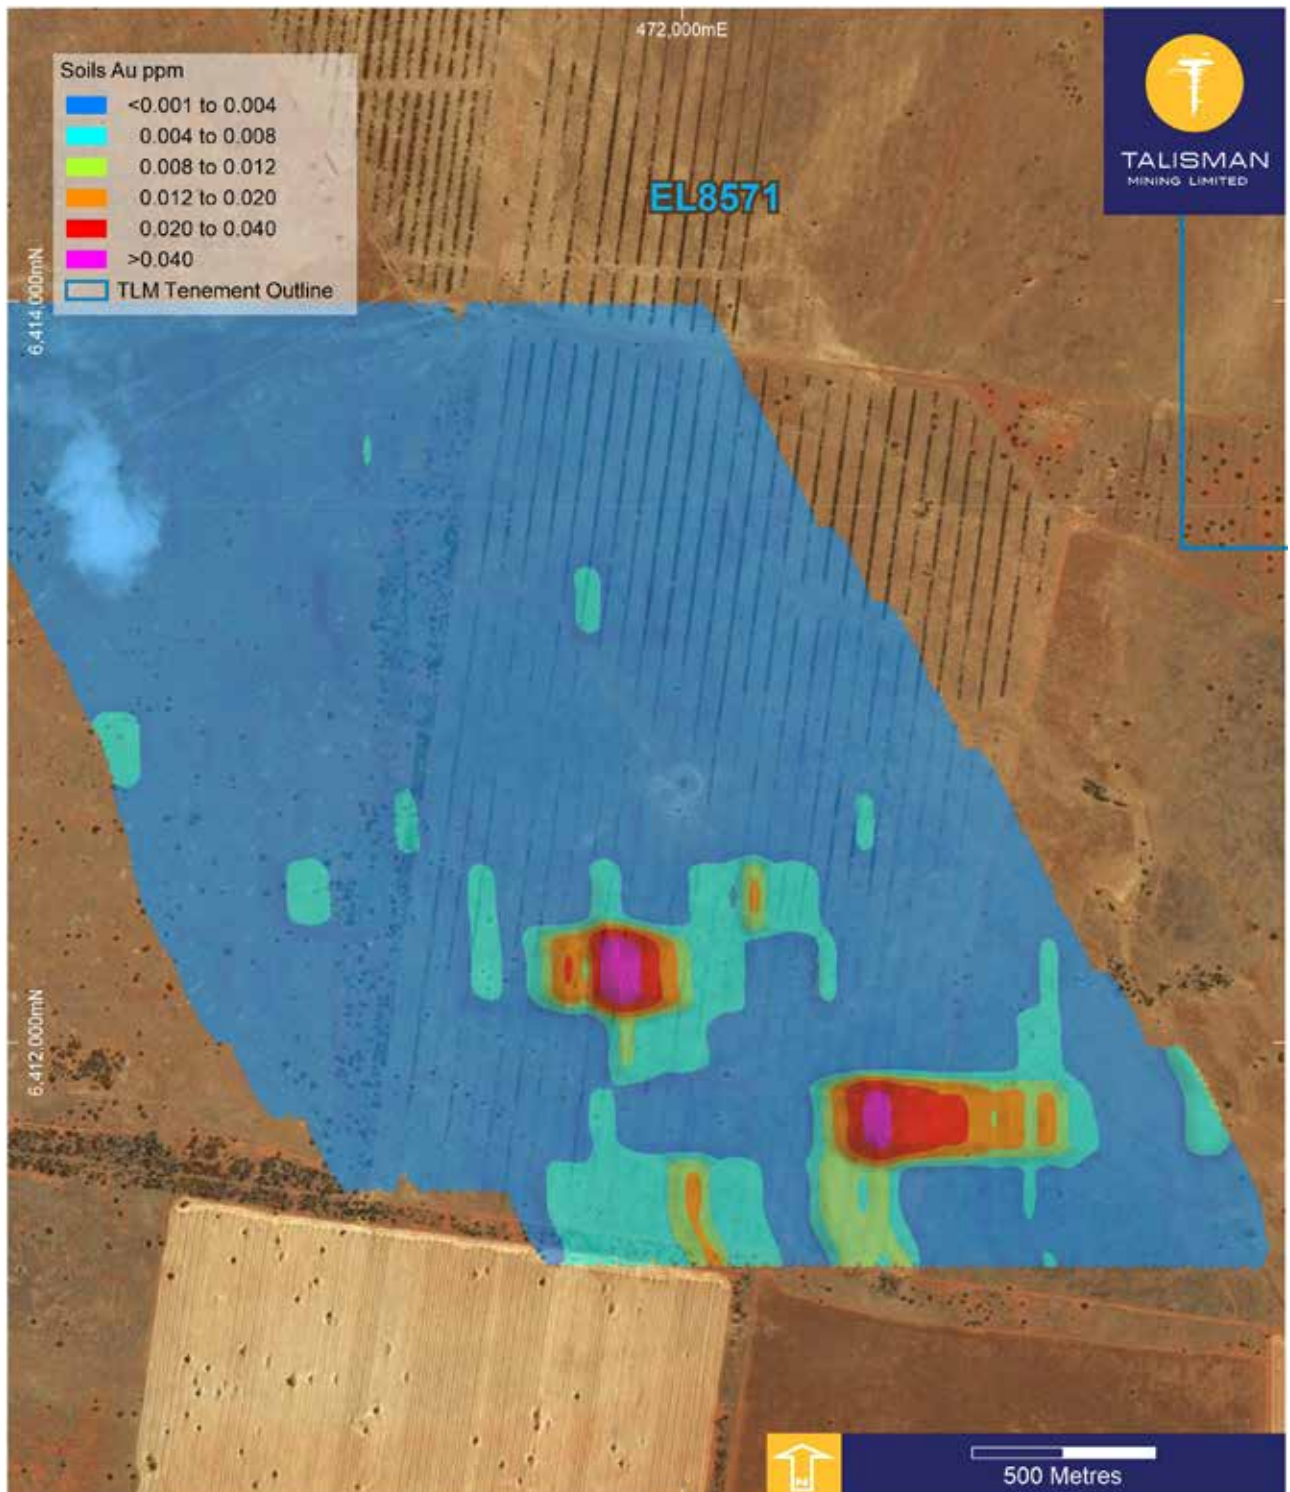 472,000mE
Soils Au ppm
<0.001 to 0.004
0.004 to 0.008
0.008 to 0.012
0.012 to 0.020
0.020 to 0.040
>0.040
TLM Tenement Outline
TALISMAN
MINING LIMITED
EL8571
6,414,000mN
6,412,000mN
N
500 Metres